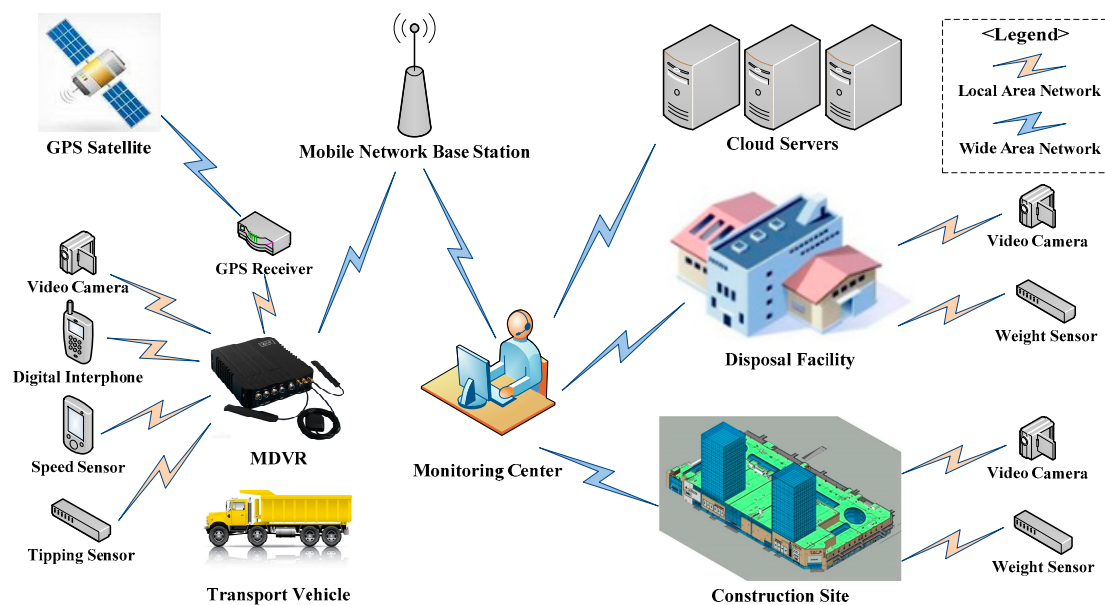 <Legend>
Local Area Network
Wide Area Network
GPS Satellite
Mobile Network Base Station
Cloud Servers
GPS Receiver
Video Camera
Video Camera
Digital Interphone
Weight Sensor
Disposal Facility
Speed Sensor
MDVR
Monitoring Center
Video Camera
Tipping Sensor
Transport Vehicle
Weight Sensor
Construction Site